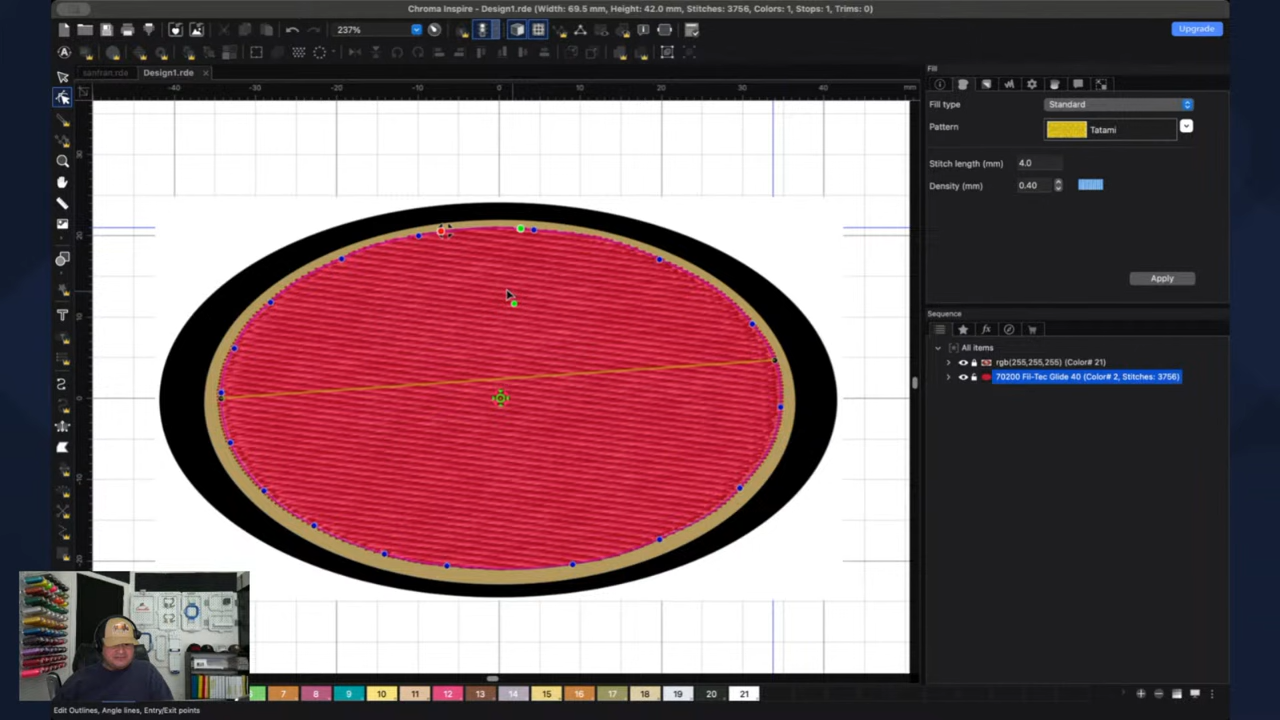 Chroma Inspire - Design1.rde (Width: 69.5 mm, Height: 42.0 mm, Stitches: 3756, Colors: 1, Stops: 1, Trims: 0)
237%
Upgrade
sanfran.rda
Design1.rde
Fill
-40 -30 -20 -10 0 10 20 30 40 mm
Fill type
Standard
Pattern
Tatami
Stitch length (mm)
4.0
Density (mm)
0.40
Apply
Sequence
All items
rgb(255,255,255) (Color# 21)
70200 Fil-Tec Glide 40 (Color# 2, Stitches: 3756)
7 8 9 10 11 12 13 14 15 16 17 18 19 20 21
Edit Outlines, Angle lines, Entry/Exit points